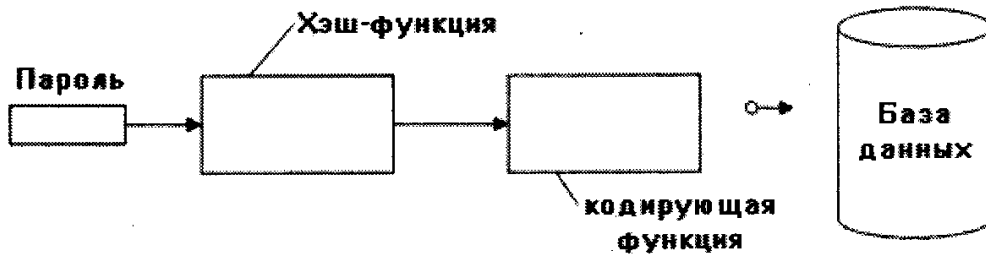 Хэш-функция
Пароль
База
данных
кодирующая
функция